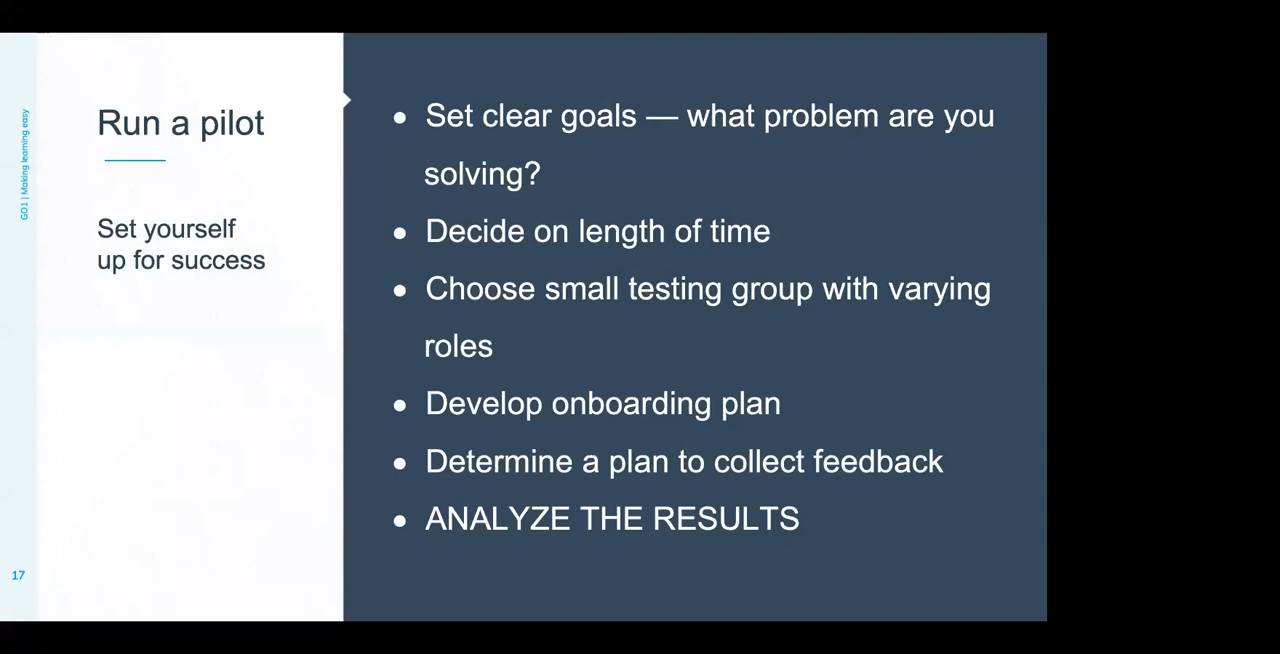 GO1 | Making learning easy
Run a pilot
Set yourself
up for success
17
● Set clear goals — what problem are you
solving?
● Decide on length of time
● Choose small testing group with varying
roles
● Develop onboarding plan
● Determine a plan to collect feedback
● ANALYZE THE RESULTS